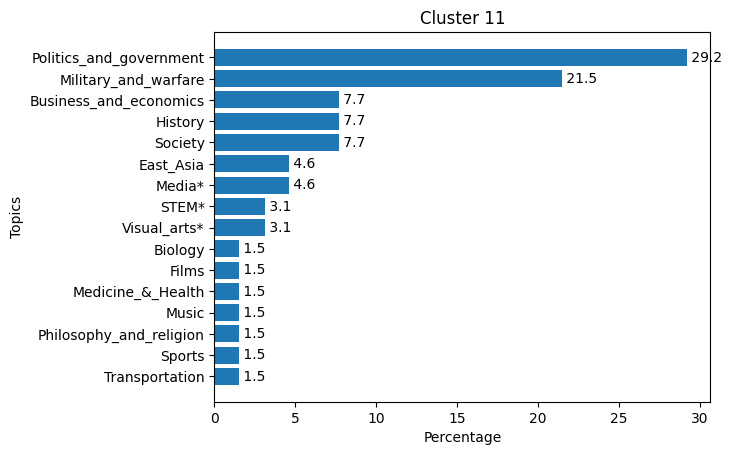 Cluster 11
Topics
Politics_and_government 29.2
Military_and_warfare 21.5
Business_and_economics 7.7
History 7.7
Society 7.7
East_Asia 4.6
Media* 4.6
STEM* 3.1
Visual_arts* 3.1
Biology 1.5
Films 1.5
Medicine_&_Health 1.5
Music 1.5
Philosophy_and_religion 1.5
Sports 1.5
Transportation 1.5
0 5 10 15 20 25 30
Percentage